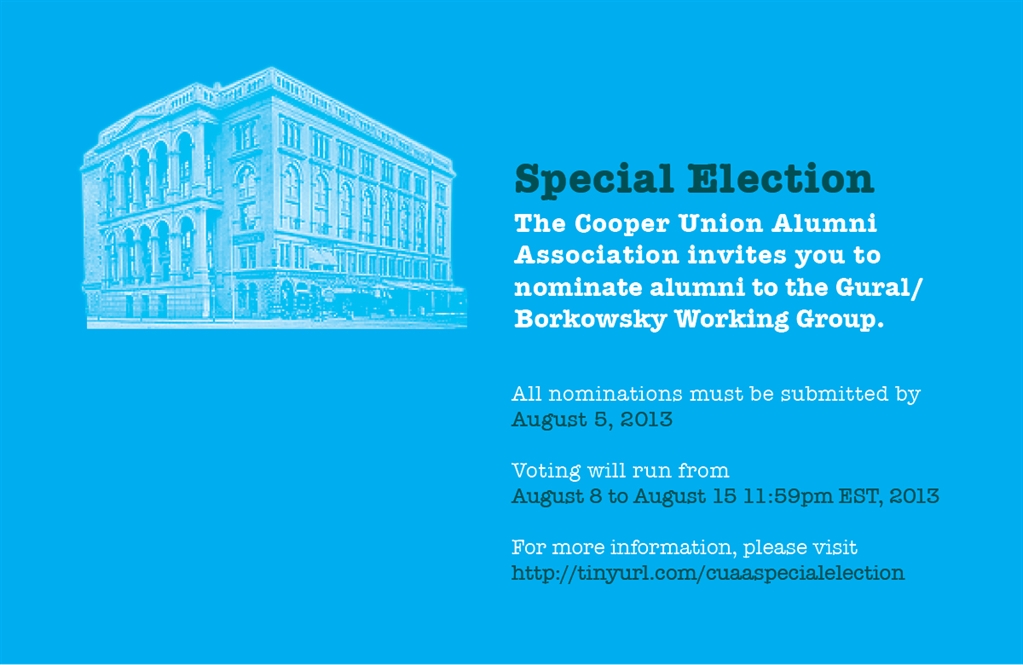 Special Election
The Cooper Union Alumni
Association invites you to
nominate alumni to the Gural/
Borkowsky Working Group.
All nominations must be submitted by
August 5, 2013
Voting will run from
August 8 to August 15 11:59pm EST, 2013
For more information, please visit
http://tinyurl.com/cuaaspecialelection